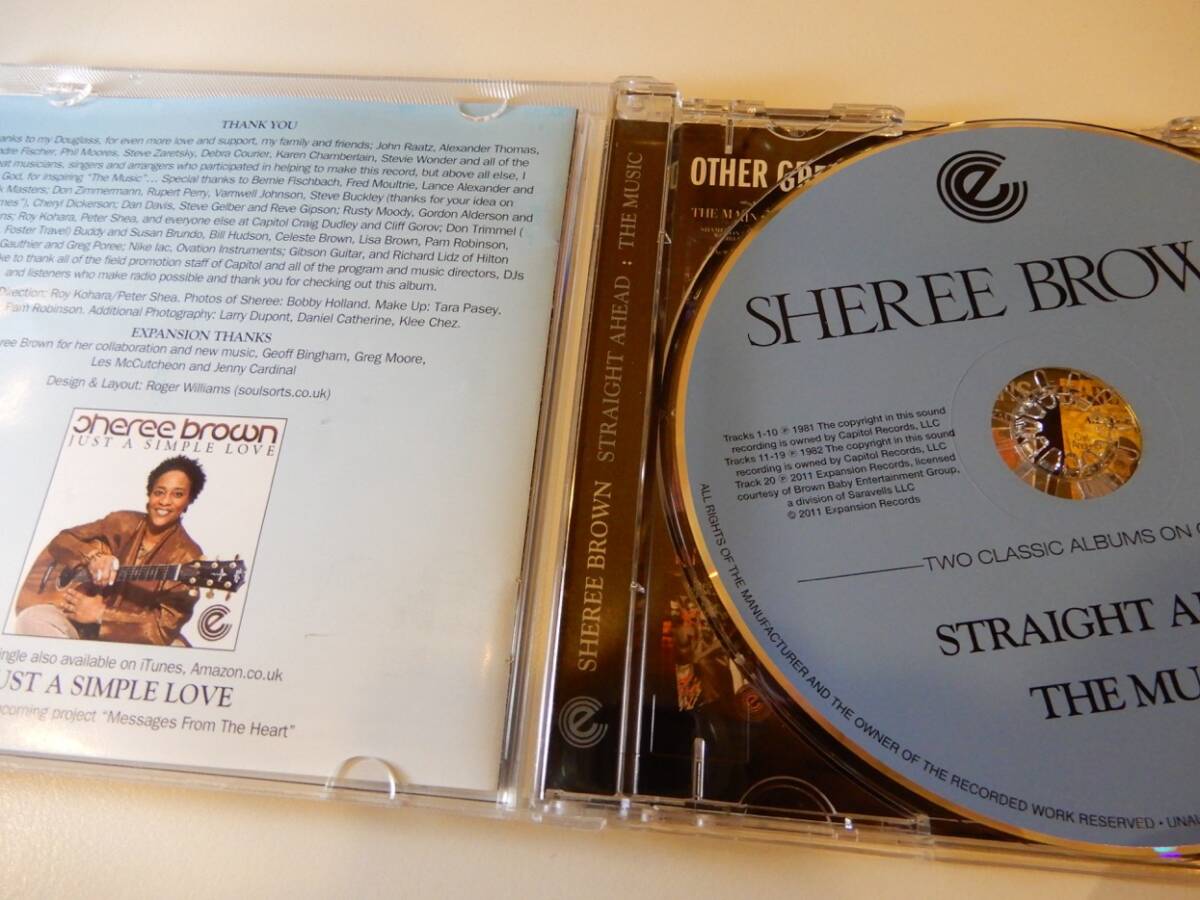 THANK YOU
anks to my Douglass, for even more love and support, my family and friends; John Raatz, Alexander Thomas,
dre Fischer, Phil Moores, Steve Zaretsky, Debra Courier, Karen Chamberlain, Stevie Wonder and all of the
eat musicians, singers and arrangers who participated in helping to make this record, but above all else, I
God, for inspiring "The Music"... Special thanks to Bernie Fischbach, Fred Moultrie, Lance Alexander and
k Masters; Don Zimmermann, Rupert Perry, Varnwell Johnson, Steve Buckley (thanks for your idea on
mes"), Cheryl Dickerson; Dan Davis, Steve Gelber and Reve Gipson; Rusty Moody, Gordon Alderson and
ns; Roy Kohara, Peter Shea, and everyone else at Capitol Craig Dudley and Cliff Gorov; Don Trimmel (
Foster Travel) Buddy and Susan Brundo, Bill Hudson, Celeste Brown, Lisa Brown, Pam Robinson,
Gauthier and Greg Poree; Nike Iac, Ovation Instruments; Gibson Guitar, and Richard Lidz of Hilton
ke to thank all of the field promotion staff of Capitol and all of the program and music directors, DJs
and listeners who make radio possible and thank you for checking out this album.
Direction: Roy Kohara/Peter Shea. Photos of Sheree: Bobby Holland. Make Up: Tara Pasey.
Pam Robinson. Additional Photography: Larry Dupont, Daniel Catherine, Klee Chez.
EXPANSION THANKS
ree Brown for her collaboration and new music, Geoff Bingham, Greg Moore,
Les McCutcheon and Jenny Cardinal
Design & Layout: Roger Williams (soulsorts.co.uk)
sheree brown
JUST A SIMPLE LOVE
ingle also available on iTunes, Amazon.co.uk
UST A SIMPLE LOVE
coming project "Messages From The Heart"
SHEREE BROWN STRAIGHT AHEAD : THE MUSIC
OTHER GRE
THE MAIN
SHEREE BROW
Tracks 1-10 ℗ 1981 The copyright in this sound
recording is owned by Capitol Records, LLC
Tracks 11-19 ℗ 1982 The copyright in this sound
recording is owned by Capitol Records, LLC
Track 20 ℗ 2011 Expansion Records, licensed
courtesy of Brown Baby Entertainment Group,
a division of Saravells LLC
© 2011 Expansion Records
TWO CLASSIC ALBUMS ON
STRAIGHT A
THE MU
ALL RIGHTS OF THE MANUFACTURER AND THE OWNER OF THE RECORDED WORK RESERVED • UNAU